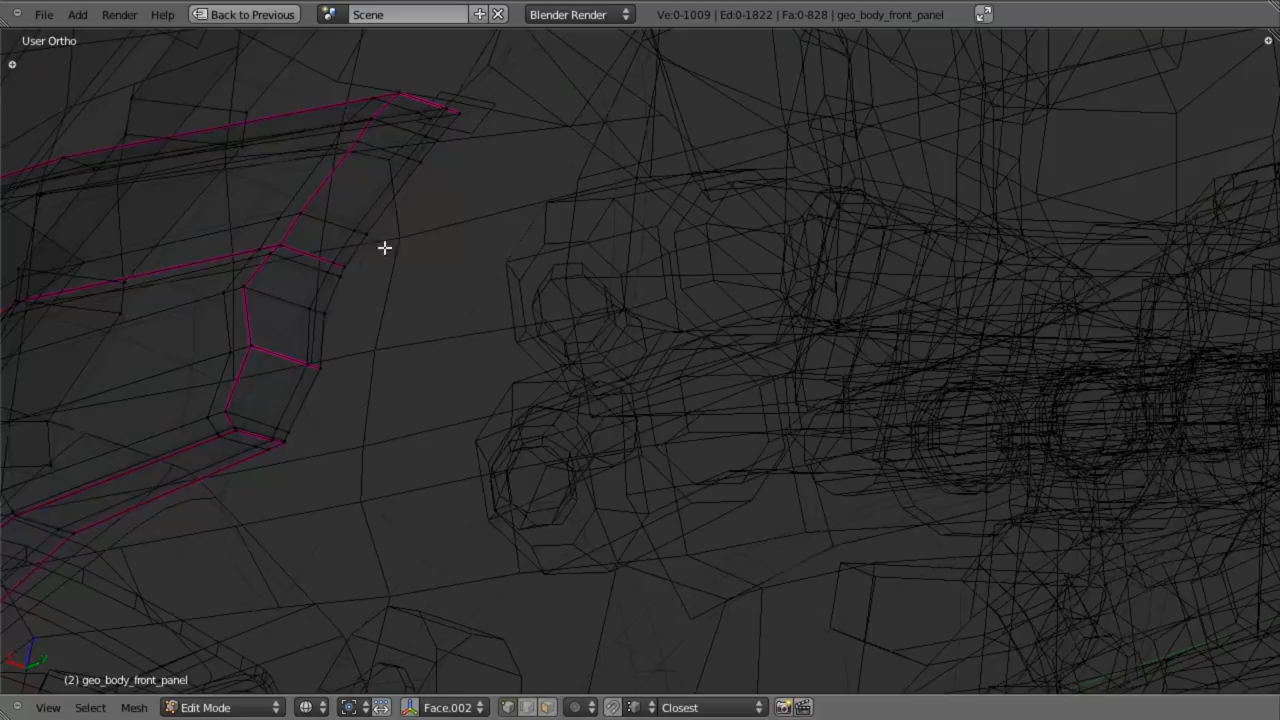 File Add Render Help Back to Previous Scene Blender Render Ve:0-1009 | Ed:0-1822 | Fa:0-828 | geo_body_front_panel
User Ortho
(2) geo_body_front_panel
View Select Mesh Edit Mode Face.002 Closest